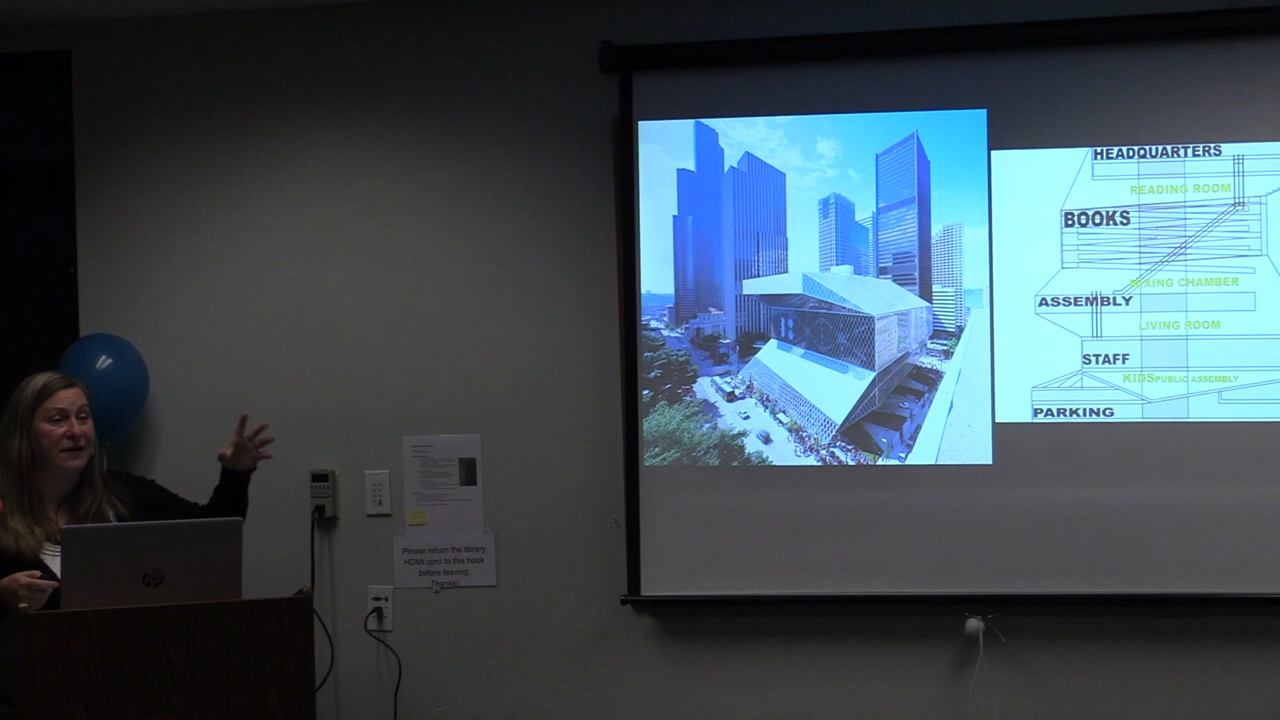 HEADQUARTERS
READING ROOM
BOOKS
MIXING CHAMBER
ASSEMBLY
LIVING ROOM
STAFF
KIDS PUBLIC ASSEMBLY
PARKING
hp
Please return the library
HDMI cord to this hook
before leaving.
Thanks!